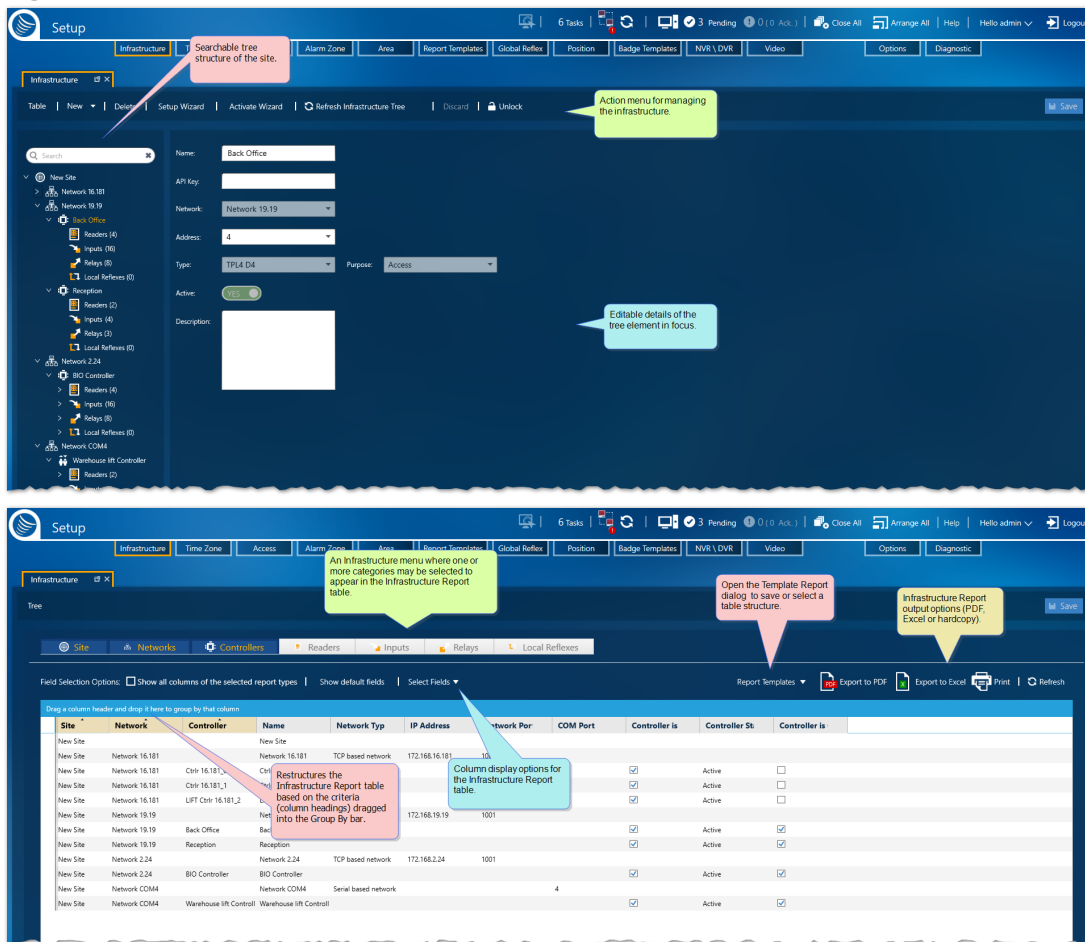 Setup
6 Tasks
3 Pending
0 ( 0 Ack. )
Close All
Arrange All
Help
Hello admin
Logou
Infrastructure
Alarm Zone
Area
Report Templates
Global Reflex
Position
Badge Templates
NVR \ DVR
Video
Options
Diagnostic
Searchable tree
structure of the site.
Infrastructure
Table
New
Delete
Setup Wizard
Activate Wizard
Refresh Infrastructure Tree
Discard
Unlock
Action menu for managing
the infrastructure.
Save
Search
New Site
Network 16.181
Network 19.19
Back Office
Readers (4)
Inputs (16)
Relays (8)
Local Reflexes (0)
Reception
Readers (2)
Inputs (4)
Relays (3)
Local Reflexes (0)
Network 2.24
BIO Controller
Readers (4)
Inputs (16)
Relays (8)
Local Reflexes (0)
Network COM4
Warehouse lift Controller
Readers (2)
Name:
Back Office
API Key:
Network:
Network 19.19
Address:
4
Type:
TPL4 D4
Purpose:
Access
Active:
YES
Description:
Editable details of the
tree element in focus.
Setup
6 Tasks
3 Pending
0 ( 0 Ack. )
Close All
Arrange All
Help
Hello admin
Logou
Infrastructure
Time Zone
Access
Alarm Zone
Area
Report Templates
Global Reflex
Position
Badge Templates
NVR \ DVR
Video
Options
Diagnostic
Infrastructure
An Infrastructure menu where one or
more categories may be selected to
appear in the Infrastructure Report
table.
Open the Template Report
dialog to save or select a
table structure.
Infrastructure Report
output options (PDF,
Excel or hardcopy).
Tree
Save
Site
Networks
Controllers
Readers
Inputs
Relays
Local Reflexes
Field Selection Options:
Show all columns of the selected report types
Show default fields
Select Fields
Report Templates
Export to PDF
Export to Excel
Print
Refresh
Drag a column header and drop it here to group by that column
Site Network Controller Name Network Typ IP Address Network Por COM Port Controller is Controller St Controller is
New Site New Site
New Site Network 16.181 Network 16.181 TCP based network 172.168.16.181
New Site Network 16.181 Active
New Site Network 16.181 Ctrlr 16.181_1 Active
New Site Network 16.181 LIFT Ctrlr 16.181_2 Active
New Site Network 19.19 172.168.19.19 1001
New Site Network 19.19 Back Office Active
New Site Network 19.19 Reception Reception Active
New Site Network 2.24 Network 2.24 TCP based network 172.168.2.24 1001
New Site Network 2.24 BIO Controller BIO Controller Active
New Site Network COM4 Network COM4 Serial based network 4
New Site Network COM4 Warehouse lift Controll Warehouse lift Controll Active
Restructures the
Infrastructure Report table
based on the criteria
(column headings) dragged
into the Group By bar.
Column display options for
the Infrastructure Report
table.